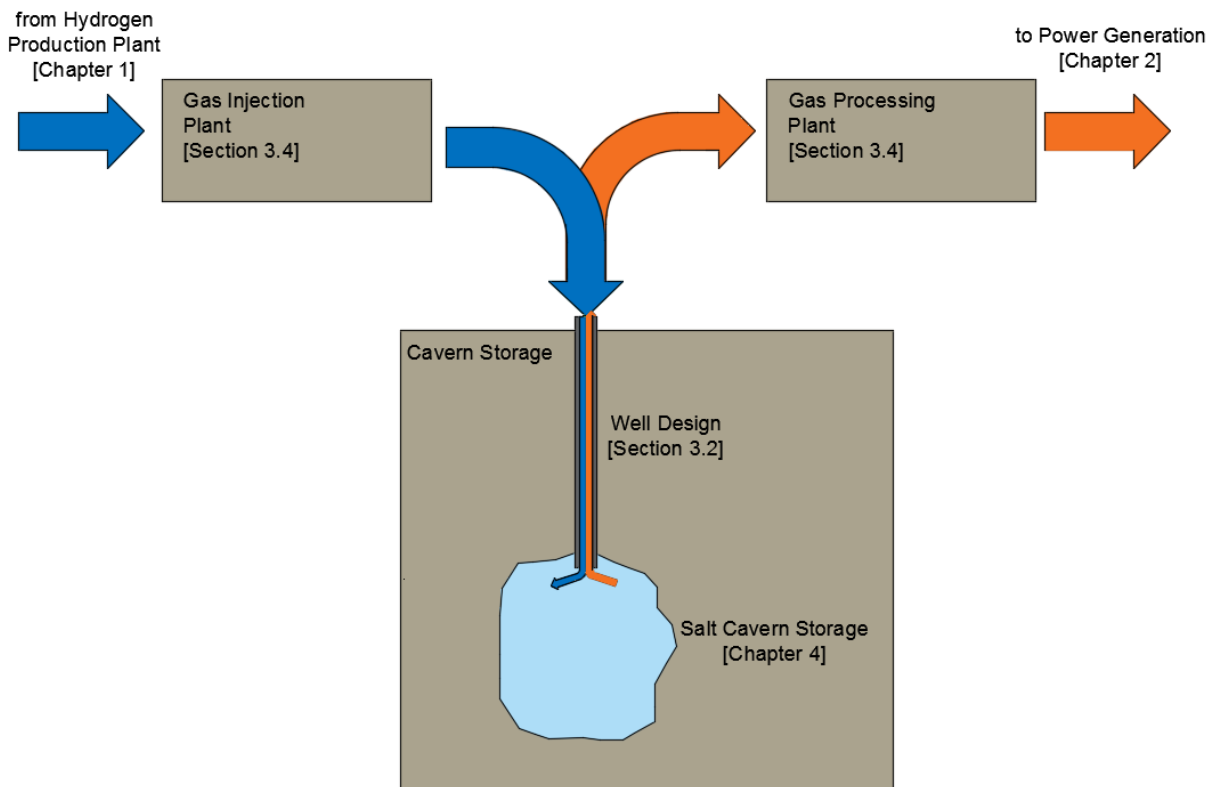 from Hydrogen
Production Plant
[Chapter 1]
Gas Injection
Plant
[Section 3.4]
Gas Processing
Plant
[Section 3.4]
to Power Generation
[Chapter 2]
Cavern Storage
Well Design
[Section 3.2]
Salt Cavern Storage
[Chapter 4]